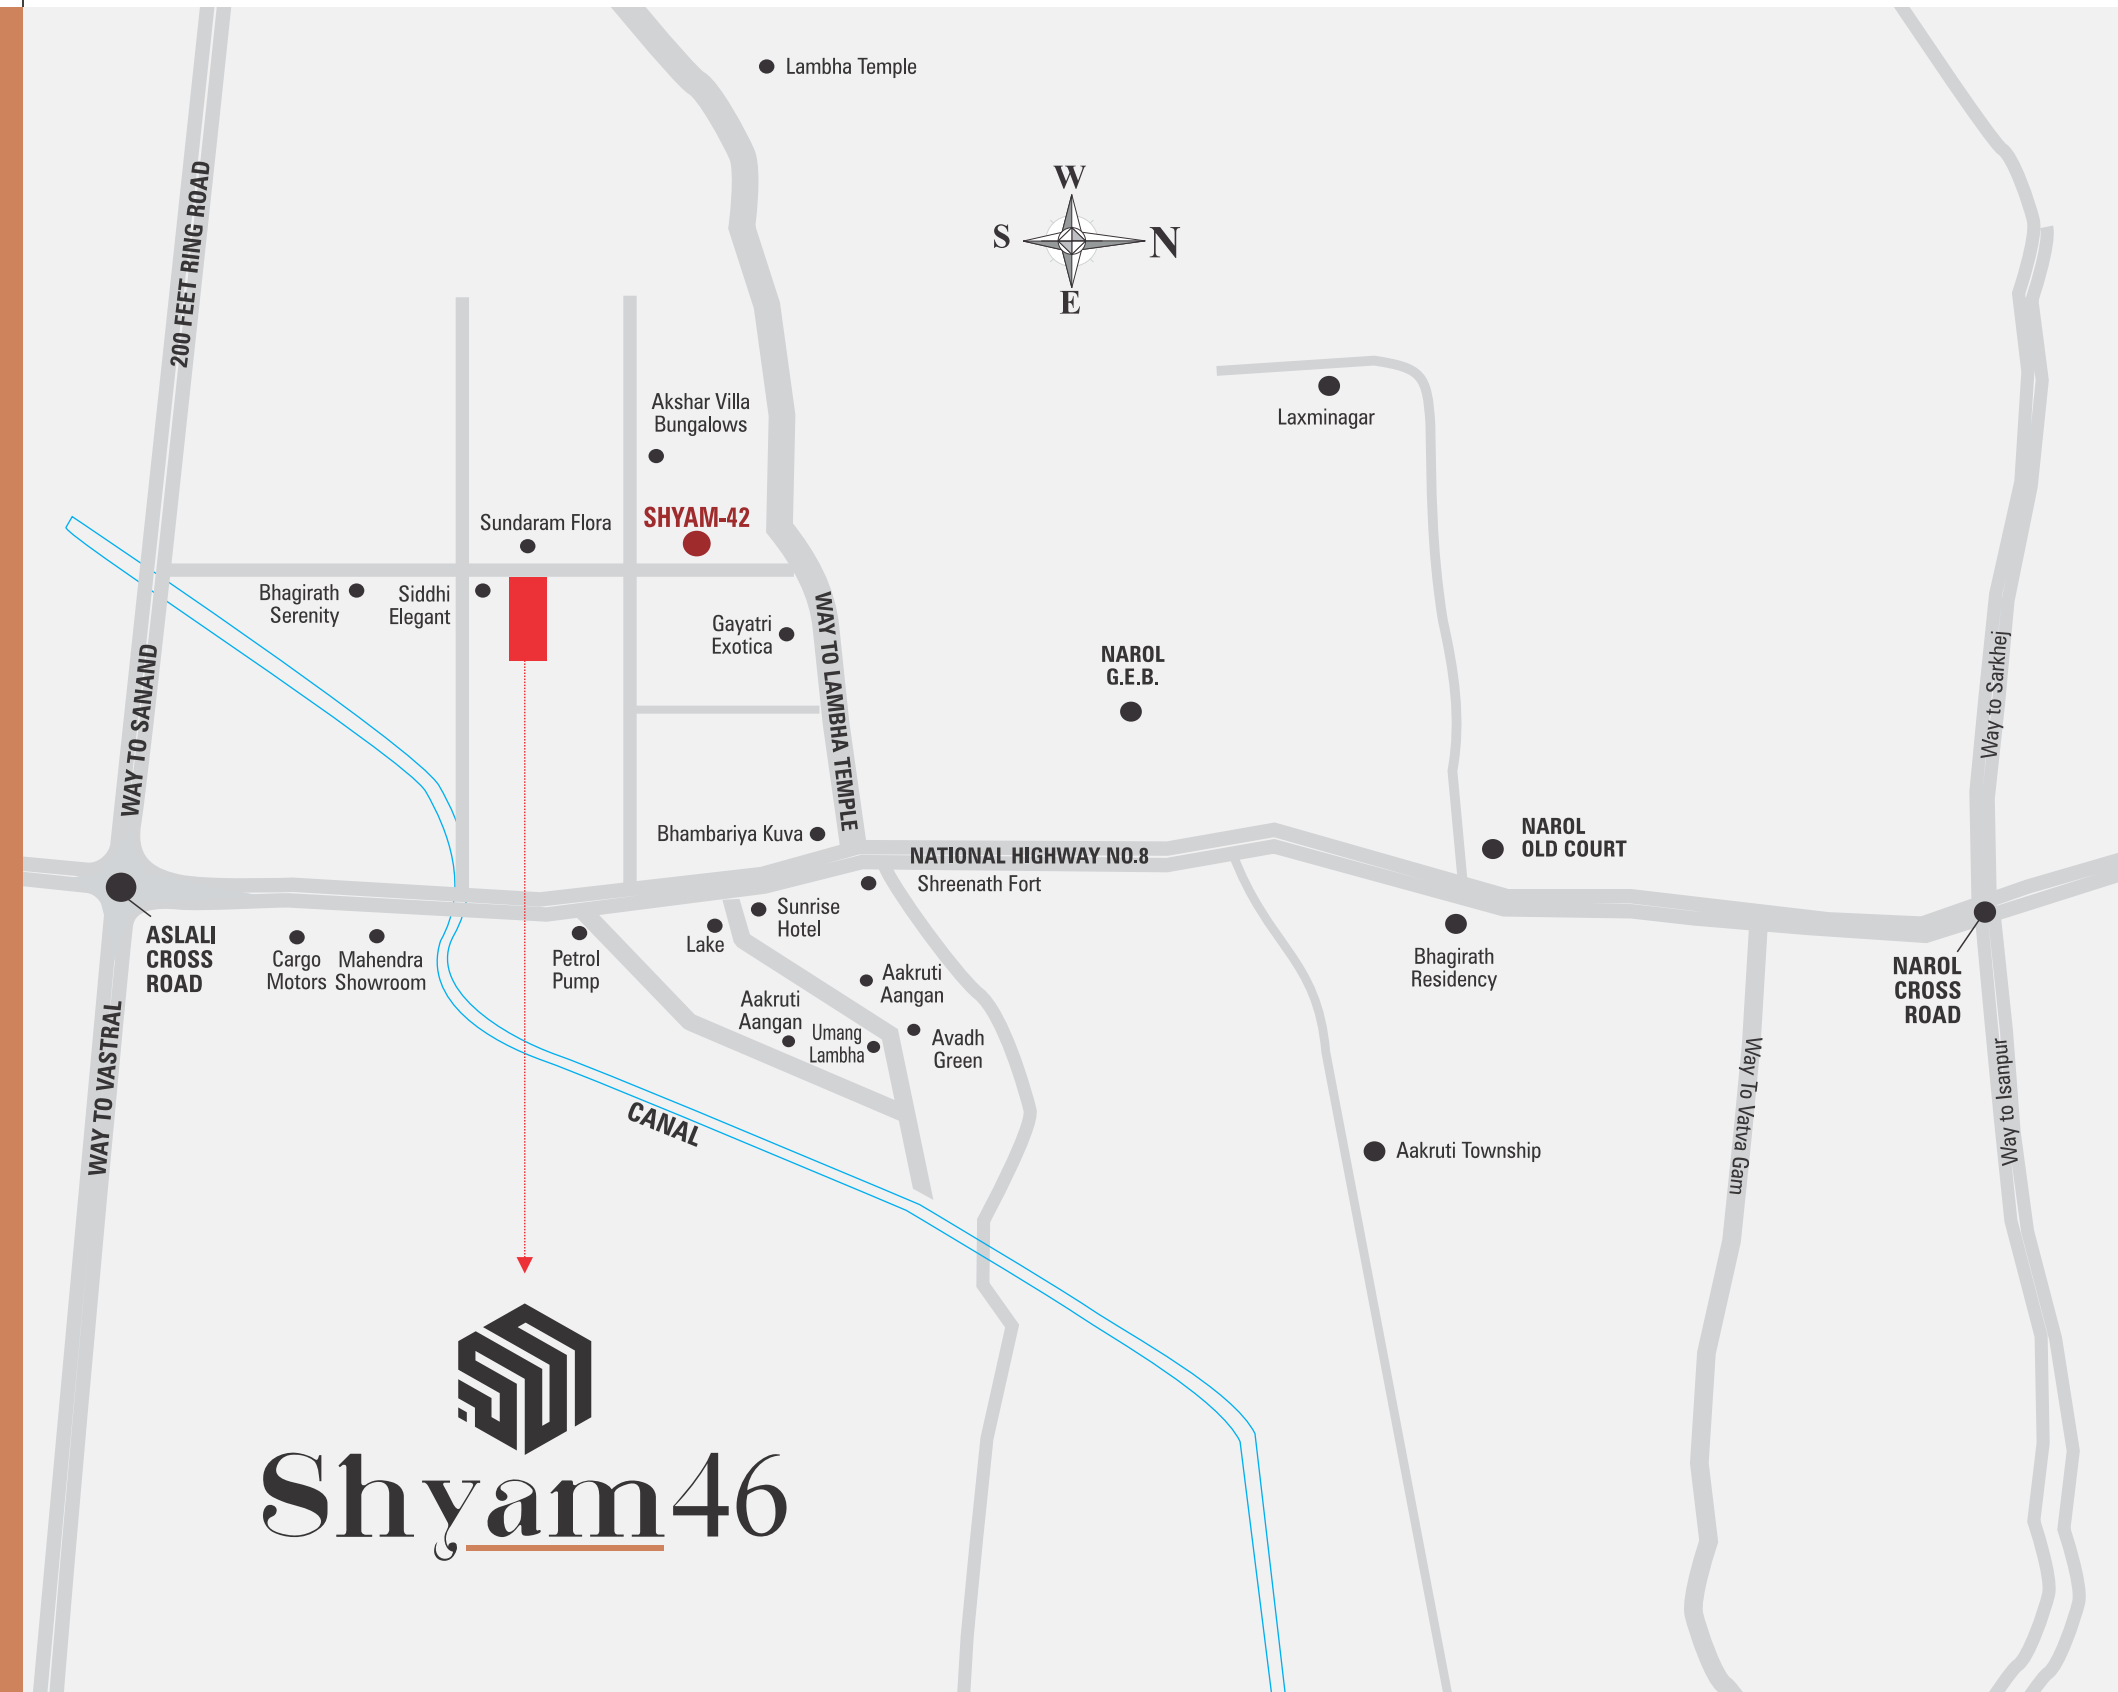 Lambha Temple
W
S
N
E
200 FEET RING ROAD
Akshar Villa
Bungalows
Laxminagar
SHYAM-42
Sundaram Flora
Bhagirath
Serenity
Siddhi
Elegant
Gayatri
Exotica
WAY TO SANAND
WAY TO LAMBHA TEMPLE
NAROL
G.E.B.
Way to Sarkhej
Bhambariya Kuva
NATIONAL HIGHWAY NO.8
NAROL
OLD COURT
Shreenath Fort
Sunrise
Hotel
Lake
ASLALI
CROSS
ROAD
Cargo
Motors
Mahendra
Showroom
Petrol
Pump
Bhagirath
Residency
NAROL
CROSS
ROAD
Aakruti
Aangan
Aakruti
Aangan
Umang
Lambha
Avadh
Green
WAY TO VASTRAL
CANAL
Way To Vatva Gam
Way to Isanpur
Aakruti Township
Shyam46